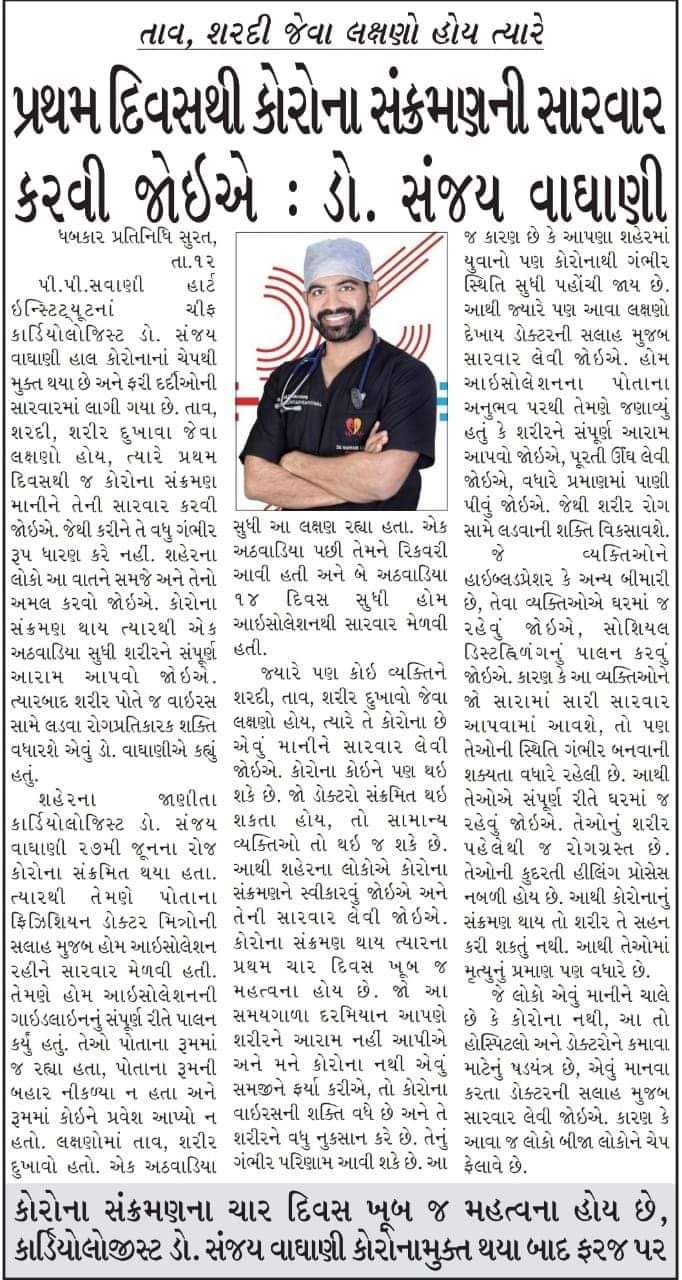 તાવ, શરદી જેવા લક્ષણો હોય ત્યારે
પ્રથમ દિવસથી કોરોના સંક્રમણની સારવાર
કરવી જોઇએ : ડો. સંજય વાઘાણી
ધબકાર પ્રતિનિધિ સુરત,
તા.૧૨
પી.પી.સવાણી હાર્ટ
ઇન્સ્ટિટ્યૂટનાં ચીફ
કાર્ડિયોલોજિસ્ટ ડો. સંજય
વાઘાણી હાલ કોરોનાનાં ચેપથી
મુક્ત થયા છે અને ફરી દર્દીઓની
સારવારમાં લાગી ગયા છે. તાવ,
શરદી, શરીર દુખાવા જેવા
લક્ષણો હોય, ત્યારે પ્રથમ
દિવસથી જ કોરોના સંક્રમણ
માનીને તેની સારવાર કરવી
જોઇએ. જેથી કરીને તે વધુ ગંભીર
રૂપ ધારણ કરે નહીં. શહેરના
લોકો આ વાતને સમજે અને તેનો
અમલ કરવો જોઇએ. કોરોના
સંક્રમણ થાય ત્યારથી એક
અઠવાડિયા સુધી શરીરને સંપૂર્ણ
આરામ આપવો જોઇએ.
ત્યારબાદ શરીર પોતે જ વાઇરસ
સામે લડવા રોગપ્રતિકારક શક્તિ
વધારશે એવું ડો. વાઘાણીએ કહ્યું
હતું.
શહેરના જાણીતા
કાર્ડિયોલોજિસ્ટ ડો. સંજય
વાઘાણી ૨૭મી જૂનના રોજ
કોરોના સંક્રમિત થયા હતા.
ત્યારથી તેમણે પોતાના
ફિઝિશિયન ડોક્ટર મિત્રોની
સલાહ મુજબ હોમ આઇસોલેશન
રહીને સારવાર મેળવી હતી.
તેમણે હોમ આઇસોલેશનની
ગાઇડલાઇનનું સંપૂર્ણ રીતે પાલન
કર્યું હતું. તેઓ પોતાના રૂમમાં
જ રહ્યા હતા, પોતાના રૂમની
બહાર નીકળ્યા ન હતા અને
રૂમમાં કોઇને પ્રવેશ આપ્યો ન
હતો. લક્ષણોમાં તાવ, શરીર
દુખાવો હતો. એક અઠવાડિયા
સુધી આ લક્ષણ રહ્યા હતા. એક
અઠવાડિયા પછી તેમને રિકવરી
આવી હતી અને બે અઠવાડિયા
૧૪ દિવસ સુધી હોમ
આઇસોલેશનથી સારવાર મેળવી
હતી.
જ્યારે પણ કોઇ વ્યક્તિને
શરદી, તાવ, શરીર દુખાવો જેવા
લક્ષણો હોય, ત્યારે તે કોરોના છે
એવું માનીને સારવાર લેવી
જોઇએ. કોરોના કોઇને પણ થઇ
શકે છે. જો ડોક્ટરો સંક્રમિત થઇ
શકતા હોય, તો સામાન્ય
વ્યક્તિઓ તો થઇ જ શકે છે.
આથી શહેરના લોકોએ કોરોના
સંક્રમણને સ્વીકારવું જોઇએ અને
તેની સારવાર લેવી જોઇએ.
કોરોના સંક્રમણ થાય ત્યારના
પ્રથમ ચાર દિવસ ખૂબ જ
મહત્વના હોય છે. જો આ
સમયગાળા દરમિયાન આપણે
શરીરને આરામ નહીં આપીએ
અને મને કોરોના નથી એવું
સમજીને ફર્યા કરીએ, તો કોરોના
વાઇરસની શક્તિ વધે છે અને તે
શરીરને વધુ નુકસાન કરે છે. તેનું
ગંભીર પરિણામ આવી શકે છે. આ
જ કારણ છે કે આપણા શહેરમાં
યુવાનો પણ કોરોનાથી ગંભીર
સ્થિતિ સુધી પહોંચી જાય છે.
આથી જ્યારે પણ આવા લક્ષણો
દેખાય ડોક્ટરની સલાહ મુજબ
સારવાર લેવી જોઇએ. હોમ
આઇસોલેશનના પોતાના
અનુભવ પરથી તેમણે જણાવ્યું
હતું કે શરીરને સંપૂર્ણ આરામ
આપવો જોઇએ, પૂરતી ઊંઘ લેવી
જોઇએ, વધારે પ્રમાણમાં પાણી
પીવું જોઇએ. જેથી શરીર રોગ
સામે લડવાની શક્તિ વિકસાવશે.
જે વ્યક્તિઓને
હાઇબ્લડપ્રેશર કે અન્ય બીમારી
છે, તેવા વ્યક્તિઓએ ઘરમાં જ
રહેવું જોઇએ, સોશિયલ
ડિસ્ટન્સિંગનું પાલન કરવું
જોઇએ. કારણ કે આ વ્યક્તિઓને
જો સારામાં સારી સારવાર
આપવામાં આવશે, તો પણ
તેઓની સ્થિતિ ગંભીર બનવાની
શક્યતા વધારે રહેલી છે. આથી
તેઓએ સંપૂર્ણ રીતે ઘરમાં જ
રહેવું જોઇએ. તેઓનું શરીર
પહેલેથી જ રોગગ્રસ્ત છે.
તેઓની કુદરતી હીલિંગ પ્રોસેસ
નબળી હોય છે. આથી કોરોનાનું
સંક્રમણ થાય તો શરીર તે સહન
કરી શકતું નથી. આથી તેઓમાં
મૃત્યુનું પ્રમાણ પણ વધારે છે.
જે લોકો એવું માનીને ચાલે
છે કે કોરોના નથી, આ તો
હોસ્પિટલો અને ડોક્ટરોને કમાવા
માટેનું ષડયંત્ર છે, એવું માનવા
કરતા ડોક્ટરની સલાહ મુજબ
સારવાર લેવી જોઇએ. કારણ કે
આવા જ લોકો બીજા લોકોને ચેપ
ફેલાવે છે.
કોરોના સંક્રમણના ચાર દિવસ ખૂબ જ મહત્વના હોય છે,
કાર્ડિયોલોજીસ્ટ ડો. સંજય વાઘાણી કોરોનામુક્ત થયા બાદ ફરજ પર